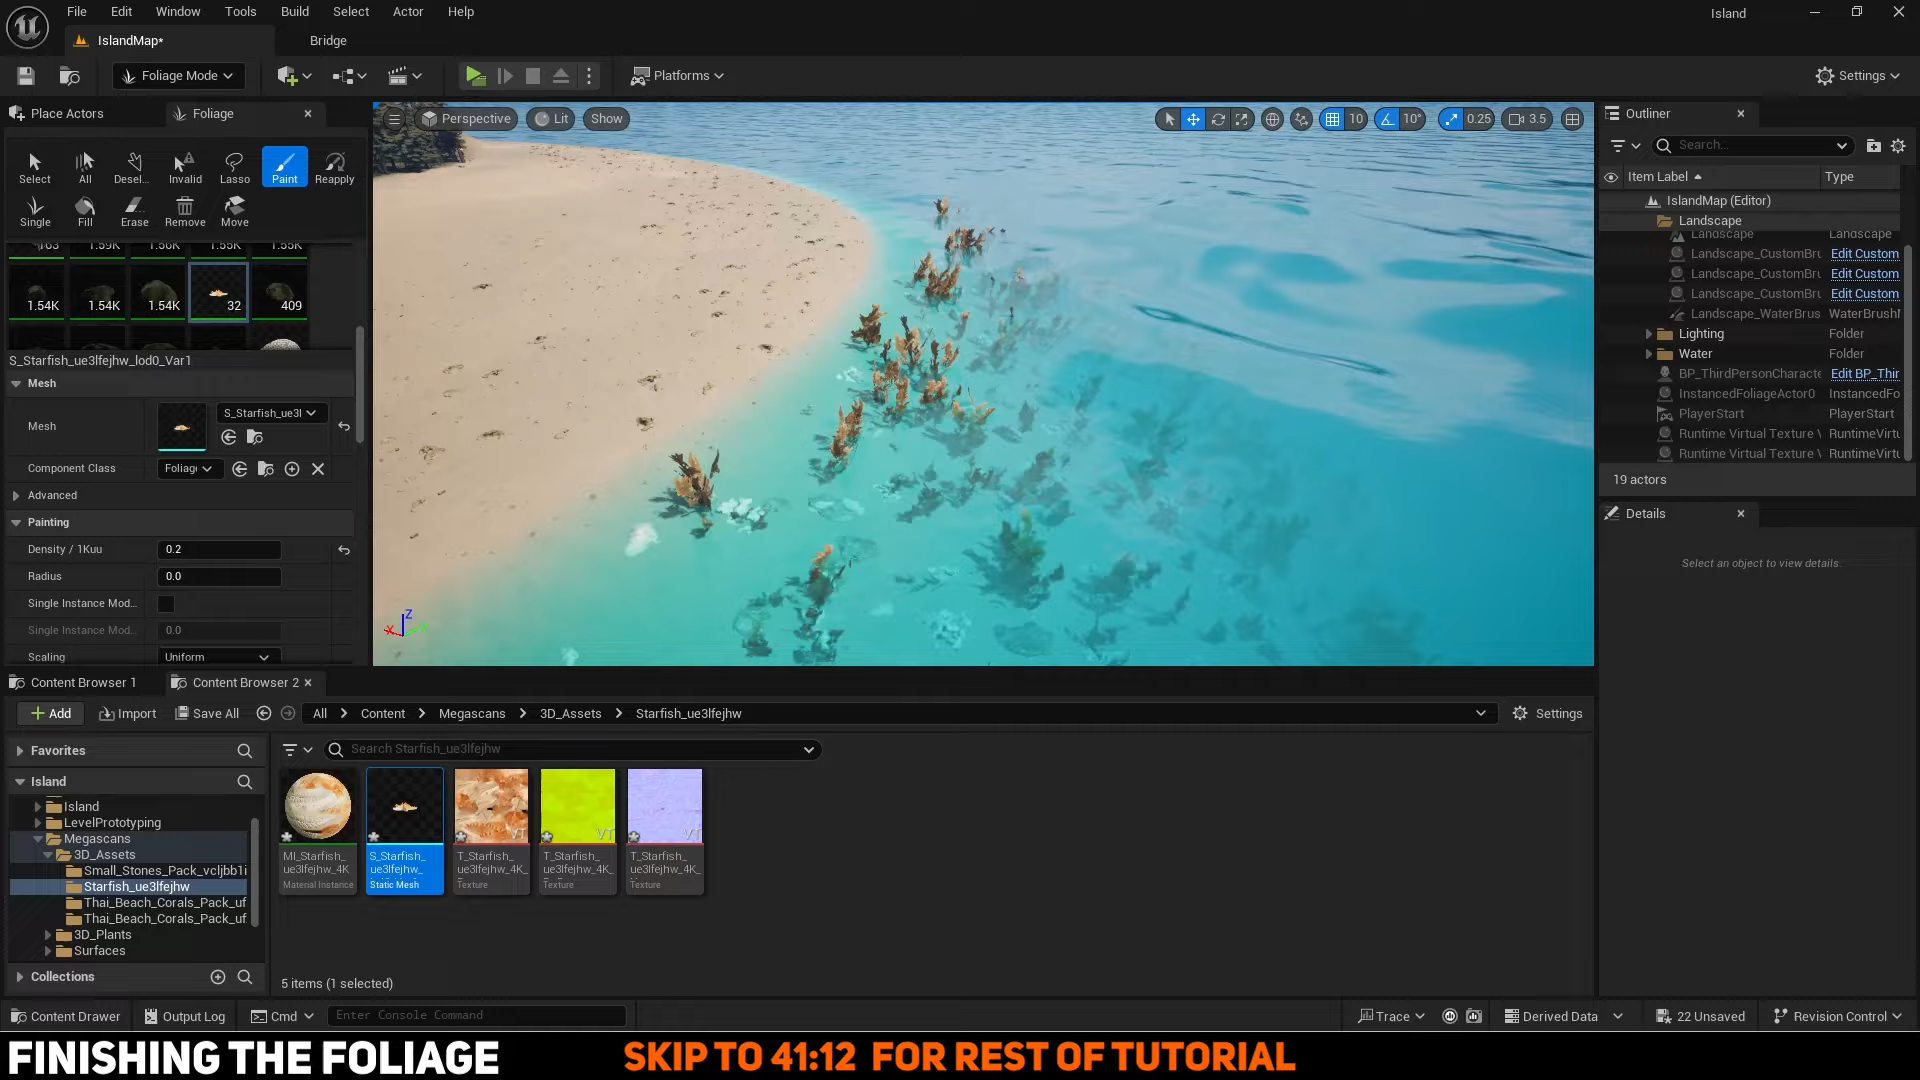 File Edit Window Tools Build Select Actor Help
Island
IslandMap*
Bridge
Foliage Mode
Platforms
Settings
Place Actors
Foliage
Perspective
Lit
Show
10
10°
0.25
3.5
Outliner
Select All Desel... Invalid Lasso Paint Reapply
Search...
Item Label
Type
Single Fill Erase Remove Move
IslandMap (Editor)
Landscape
Landscape Landscape
Landscape_CustomBru Edit Custom
Landscape_CustomBru Edit Custom
Landscape_CustomBru Edit Custom
Landscape_WaterBrus WaterBrushM
Lighting Folder
Water Folder
BP_ThirdPersonCharacte Edit BP_Thir
InstancedFoliageActor0 InstancedFo
PlayerStart PlayerStart
Runtime Virtual Texture V RuntimeVirtu
Runtime Virtual Texture V RuntimeVirtu
19 actors
Details
Select an object to view details.
1.54K 1.54K 1.54K 32 409
S_Starfish_ue3lfejhw_lod0_Var1
Mesh
Mesh
S_Starfish_ue3l
Component Class
Foliag
Advanced
Painting
Density / 1Kuu 0.2
Radius 0.0
Single Instance Mod...
Single Instance Mod... 0.0
Scaling Uniform
Z
X
Content Browser 1
Content Browser 2
Add
Import
Save All
All Content Megascans 3D_Assets Starfish_ue3lfejhw
Settings
Favorites
Search Starfish_ue3lfejhw
Island
Island
LevelPrototyping
Megascans
3D_Assets
Small_Stones_Pack_vcljbb1i
Starfish_ue3lfejhw
Thai_Beach_Corals_Pack_uf
Thai_Beach_Corals_Pack_uf
3D_Plants
Surfaces
Collections
VT VT VT
MI_Starfish_
ue3lfejhw_4K
Material Instance
S_Starfish_
ue3lfejhw_
Static Mesh
T_Starfish_
ue3lfejhw_4K_
Texture
T_Starfish_
ue3lfejhw_4K_
Texture
T_Starfish_
ue3lfejhw_4K_
Texture
5 items (1 selected)
Content Drawer
Output Log
Cmd
Enter Console Command
Trace
Derived Data
22 Unsaved
Revision Control
FINISHING THE FOLIAGE
SKIP TO 41:12 FOR REST OF TUTORIAL